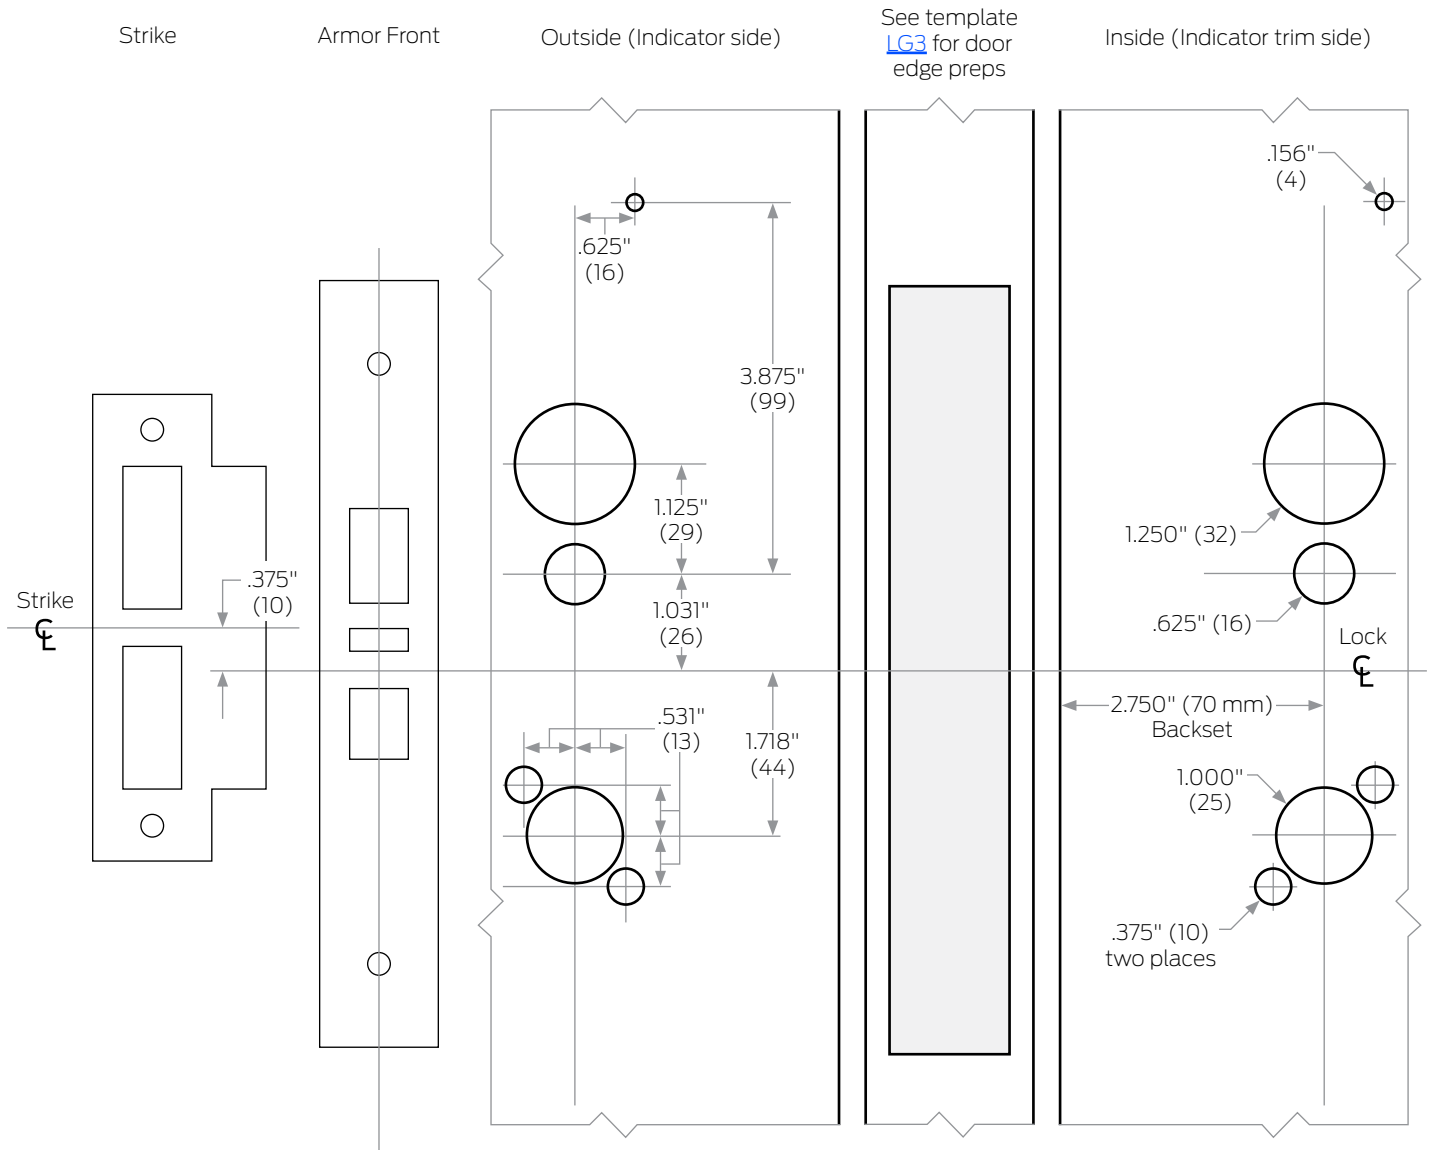 Strike
Armor Front
Outside (Indicator side)
See template
LG3 for door
edge preps
Inside (Indicator trim side)
.156"
(4)
.625"
(16)
3.875"
(99)
1.125"
(29)
1.250" (32)
.375"
(10)
Strike
℄
1.031"
(26)
.625" (16)
Lock
℄
2.750" (70 mm)
Backset
.531"
(13)
1.718"
(44)
1.000"
(25)
.375" (10)
two places